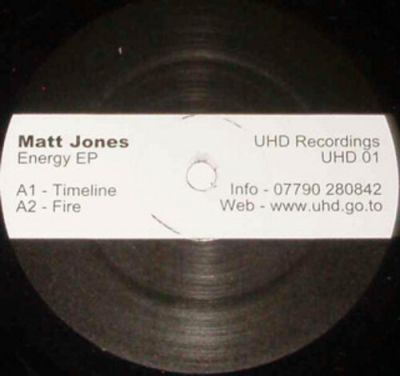 Matt Jones
Energy EP
A1 - Timeline
A2 - Fire
UHD Recordings
UHD 01
Info - 07790 280842
Web - www.uhd.go.to